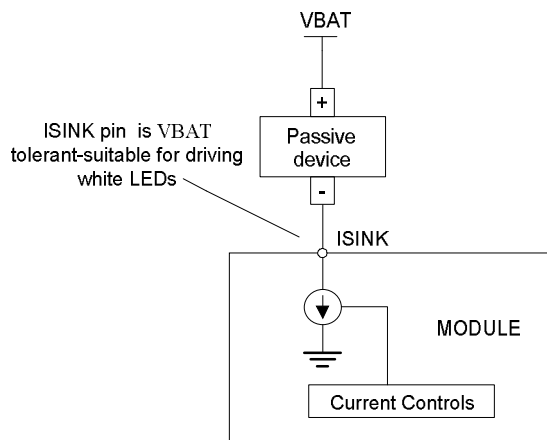 VBAT
+
Passive
device
-
ISINK pin is VBAT
tolerant-suitable for driving
white LEDs
ISINK
MODULE
Current Controls